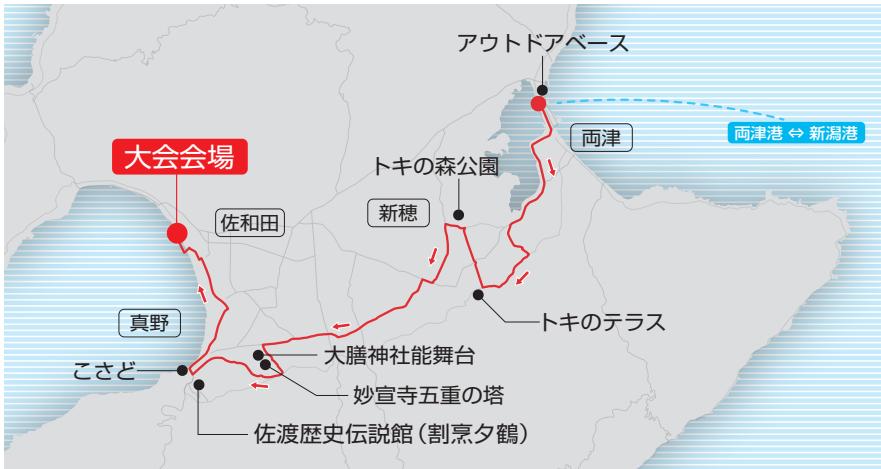 アウトドアベース
両津
両津港 ⇔ 新潟港
大会会場
トキの森公園
新穂
佐和田
トキのテラス
真野
大膳神社能舞台
こさど
妙宣寺五重の塔
佐渡歴史伝説館（割烹夕鶴）